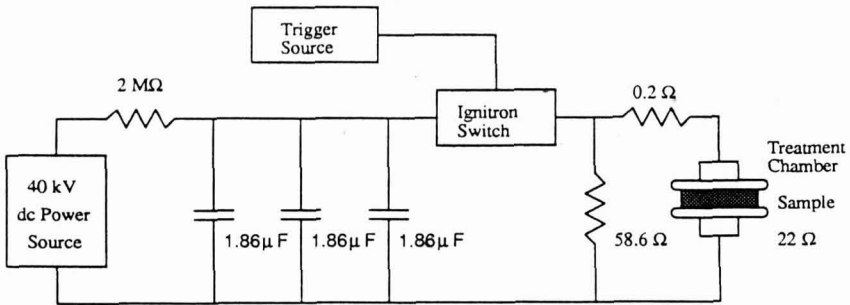 Trigger
Source
2 MΩ
Ignitron
Switch
0.2 Ω
Treatment
Chamber
40 kV
dc Power
Source
Sample
1.86μ F
1.86μ F
1.86μ F
58.6 Ω
22 Ω